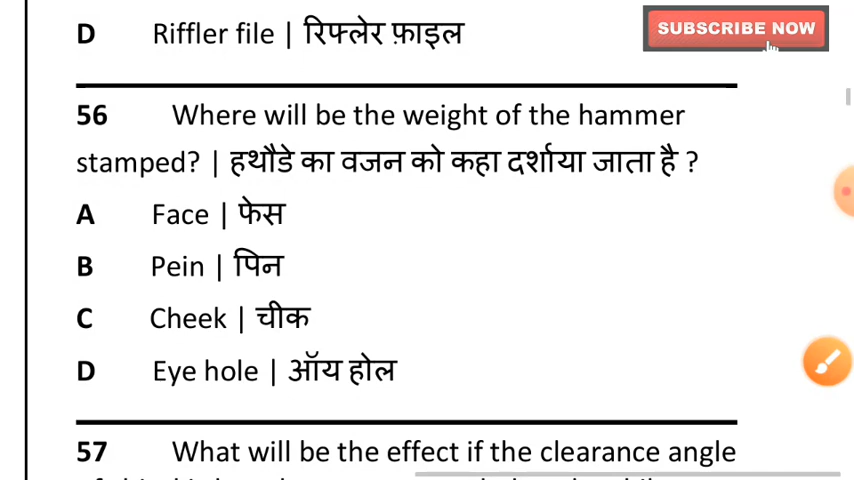 D Riffler file | रिफ्लेर फ़ाइल
SUBSCRIBE NOW
56 Where will be the weight of the hammer
stamped? | हथौडे का वजन को कहा दर्शाया जाता है ?
A Face | फेस
B Pein | पिन
C Cheek | चीक
D Eye hole | ऑय होल
57 What will be the effect if the clearance angle